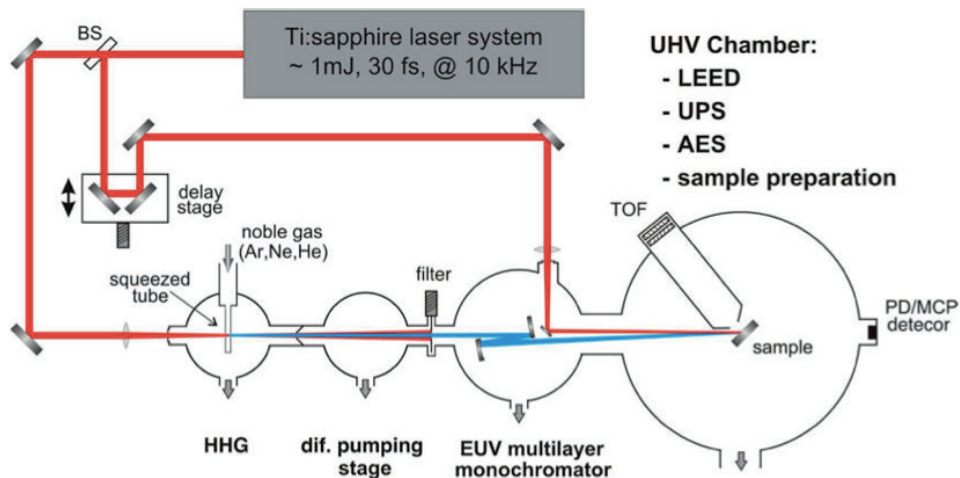 BS
Ti:sapphire laser system
~ 1mJ, 30 fs, @ 10 kHz
UHV Chamber:
- LEED
- UPS
- AES
- sample preparation
delay
stage
TOF
noble gas
(Ar,Ne,He)
squeezed
tube
filter
PD/MCP
detecor
sample
HHG
dif. pumping
stage
EUV multilayer
monochromator